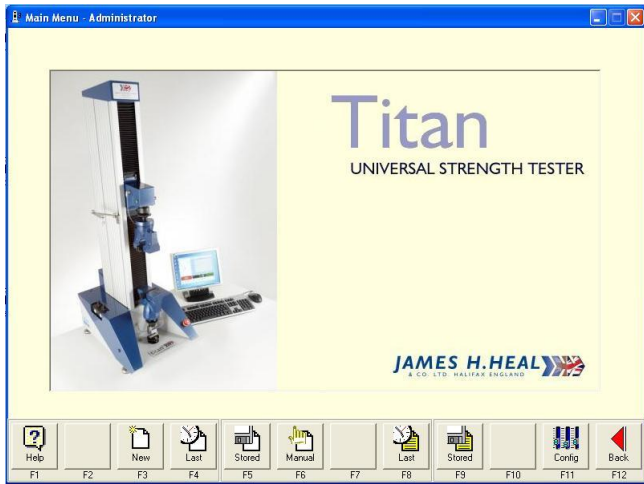 Main Menu - Administrator
Titan
UNIVERSAL STRENGTH TESTER
TITAN
JAMES H.HEAL
& CO. LTD. HALIFAX ENGLAND
Help
New
Last
Stored
Manual
Last
Stored
Config
Back
F1
F2
F3
F4
F5
F6
F7
F8
F9
F10
F11
F12